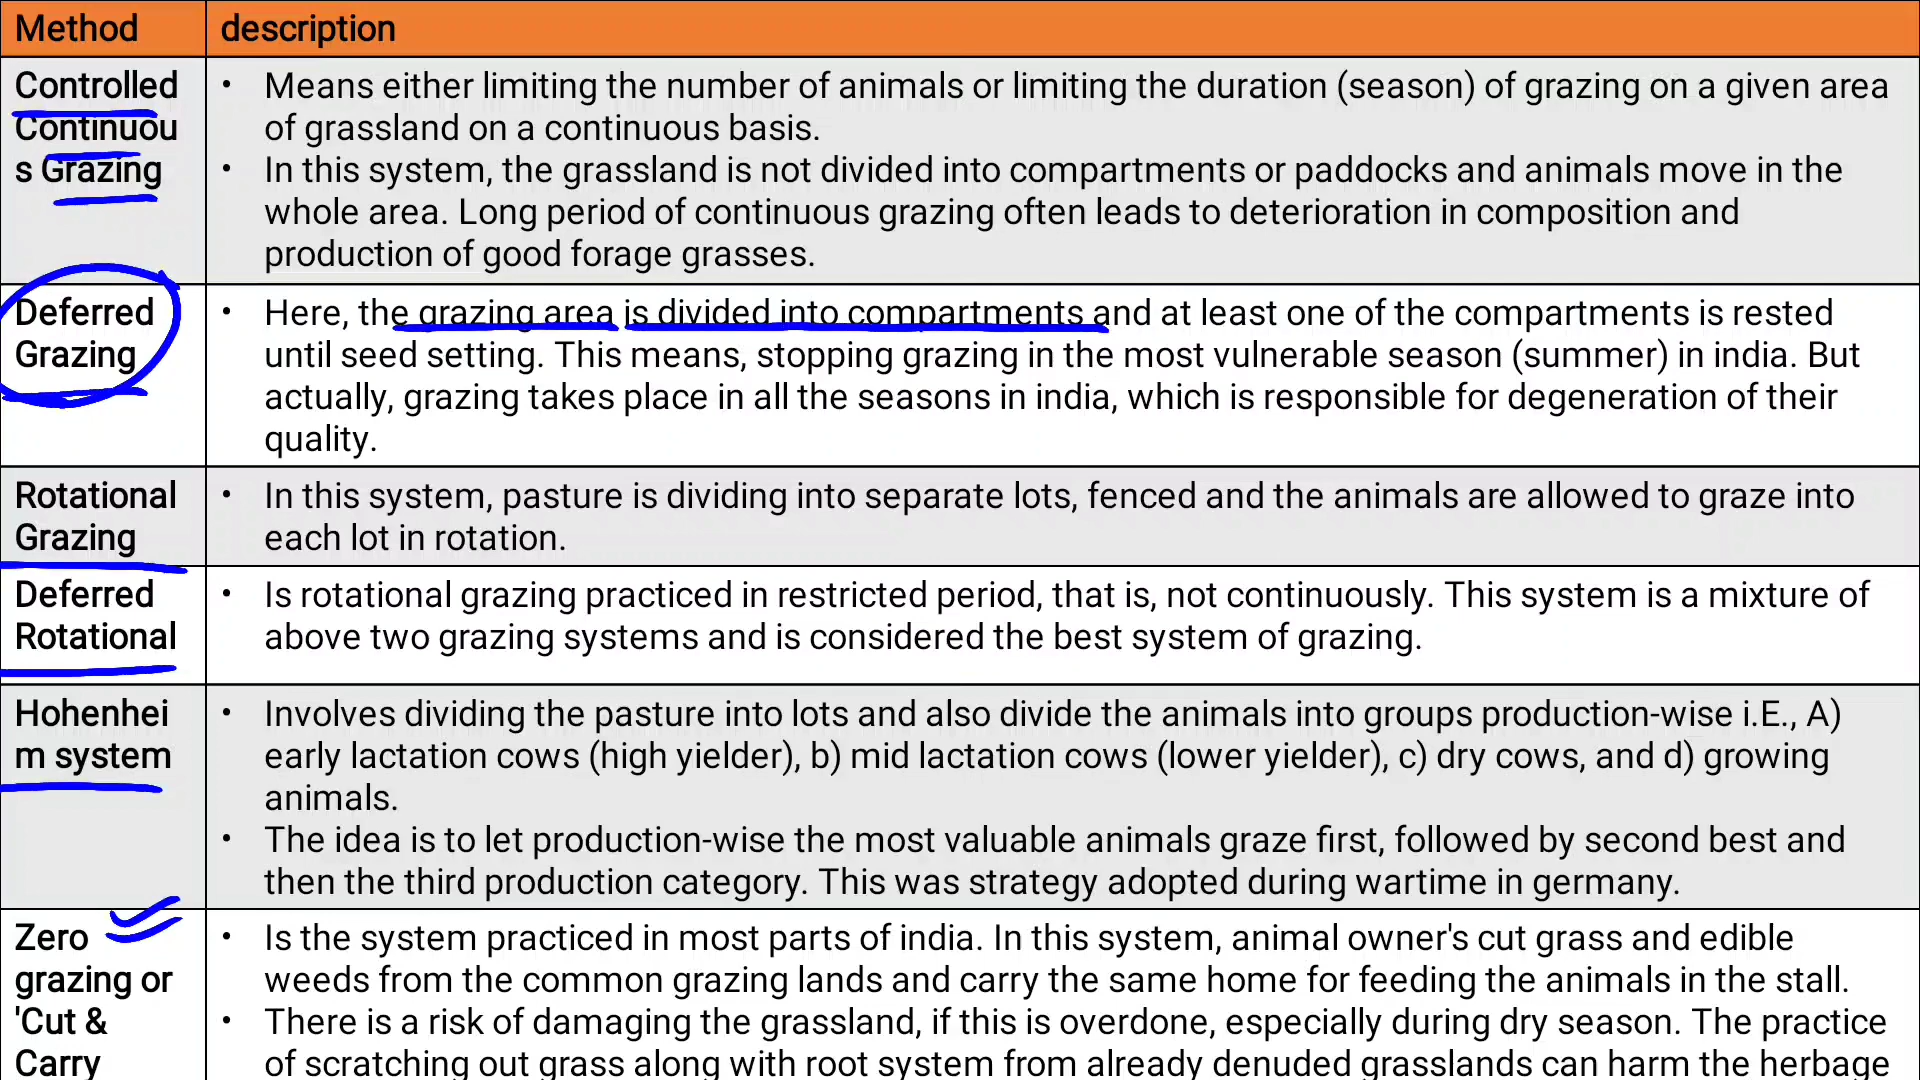 Method description
Controlled
Continuou
s Grazing
• Means either limiting the number of animals or limiting the duration (season) of grazing on a given area
of grassland on a continuous basis.
• In this system, the grassland is not divided into compartments or paddocks and animals move in the
whole area. Long period of continuous grazing often leads to deterioration in composition and
production of good forage grasses.
Deferred
Grazing
• Here, the grazing area is divided into compartments and at least one of the compartments is rested
until seed setting. This means, stopping grazing in the most vulnerable season (summer) in india. But
actually, grazing takes place in all the seasons in india, which is responsible for degeneration of their
quality.
Rotational
Grazing
• In this system, pasture is dividing into separate lots, fenced and the animals are allowed to graze into
each lot in rotation.
Deferred
Rotational
• Is rotational grazing practiced in restricted period, that is, not continuously. This system is a mixture of
above two grazing systems and is considered the best system of grazing.
Hohenhei
m system
• Involves dividing the pasture into lots and also divide the animals into groups production-wise i.E., A)
early lactation cows (high yielder), b) mid lactation cows (lower yielder), c) dry cows, and d) growing
animals.
• The idea is to let production-wise the most valuable animals graze first, followed by second best and
then the third production category. This was strategy adopted during wartime in germany.
Zero
grazing or
'Cut &
Carry
• Is the system practiced in most parts of india. In this system, animal owner's cut grass and edible
weeds from the common grazing lands and carry the same home for feeding the animals in the stall.
• There is a risk of damaging the grassland, if this is overdone, especially during dry season. The practice
of scratching out grass along with root system from already denuded grasslands can harm the herbage